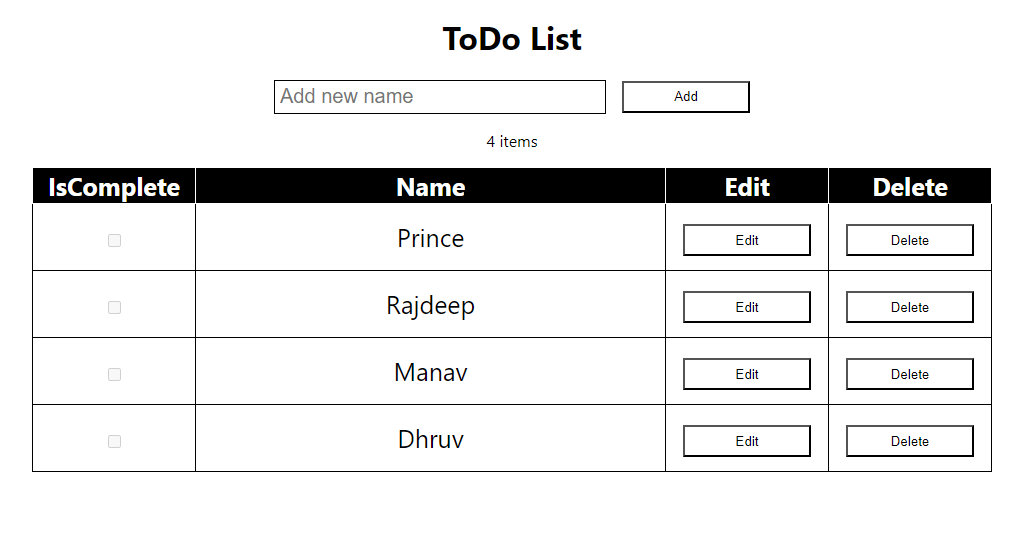 ToDo List
Add new name Add
4 items
IsComplete Name Edit Delete
Prince Edit Delete
Rajdeep Edit Delete
Manav Edit Delete
Dhruv Edit Delete